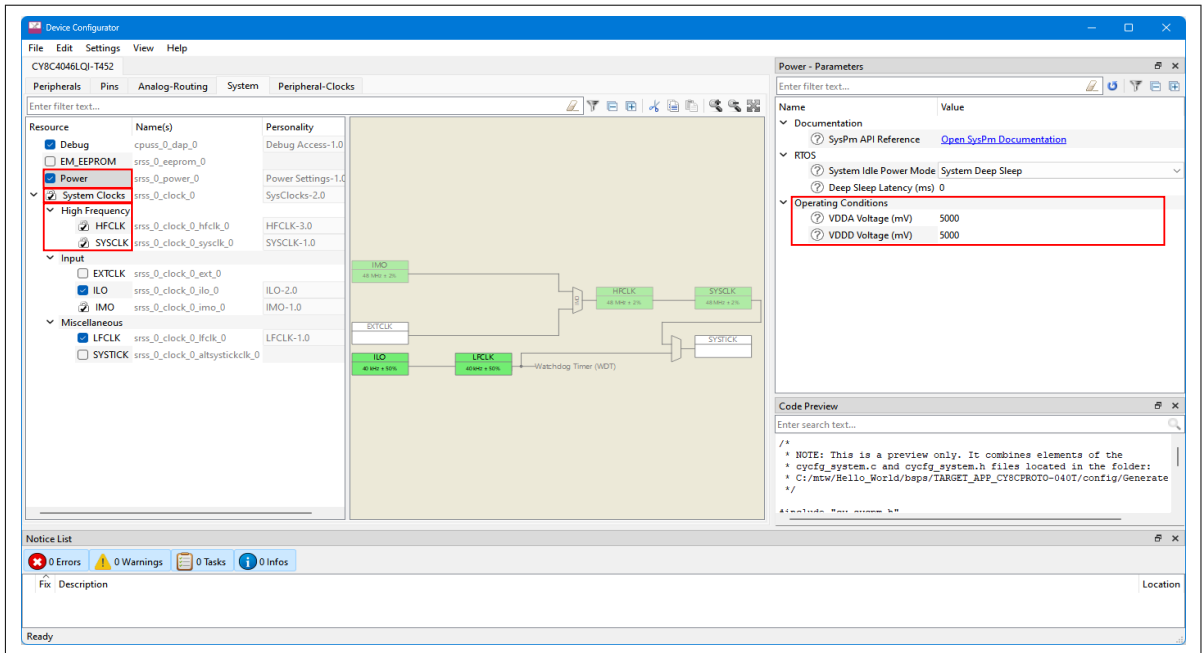 Device Configurator
File Edit Settings View Help
CY8C4046LQI-T452
Peripherals Pins Analog-Routing System Peripheral-Clocks
Enter filter text...
Resource Name(s) Personality
Debug cpuss_0_dap_0 Debug Access-1.0
EM_EEPROM srss_0_eeprom_0
Power srss_0_power_0 Power Settings-1.0
System Clocks srss_0_clock_0 SysClocks-2.0
High Frequency
HFCLK srss_0_clock_0_hfclk_0 HFCLK-3.0
SYSCLK srss_0_clock_0_sysclk_0 SYSCLK-1.0
Input
EXTCLK srss_0_clock_0_ext_0
ILO srss_0_clock_0_ilo_0 ILO-2.0
IMO srss_0_clock_0_imo_0 IMO-1.0
Miscellaneous
LFCLK srss_0_clock_0_lfclk_0 LFCLK-1.0
SYSTICK srss_0_clock_0_altsystickclk_0
IMO
48 MHz ± 2%
HFCLK
48 MHz ± 2%
SYSCLK
48 MHz ± 2%
EXTCLK
SYSTICK
ILO
40 kHz ± 50%
LFCLK
40 kHz ± 50%
Watchdog Timer (WDT)
Power - Parameters
Enter filter text...
Name Value
Documentation
SysPm API Reference Open SysPm Documentation
RTOS
System Idle Power Mode System Deep Sleep
Deep Sleep Latency (ms) 0
Operating Conditions
VDDA Voltage (mV) 5000
VDDD Voltage (mV) 5000
Code Preview
Enter search text...
/*
* NOTE: This is a preview only. It combines elements of the
* cycfg_system.c and cycfg_system.h files located in the folder:
* C:/mtw/Hello_World/bsps/TARGET_APP_CY8CPROTO-040T/config/Generate
*/
Notice List
0 Errors 0 Warnings 0 Tasks 0 Infos
Fix Description Location
Ready